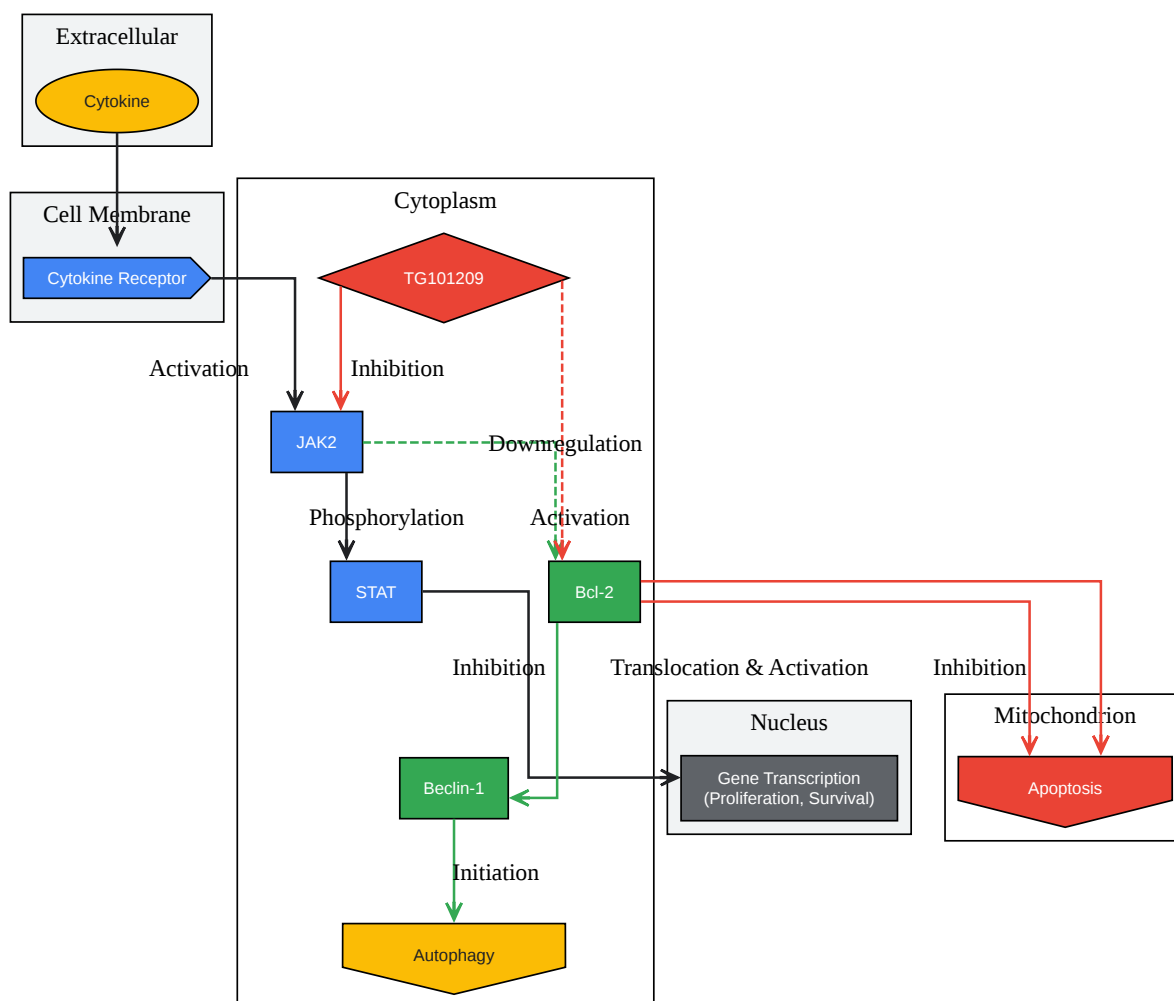 Extracellular
Cytokine
Cytoplasm
Cell Membrane
Cytokine Receptor
TG101209
Activation
Inhibition
JAK2
Downregulation
Phosphorylation
Activation
STAT
Bcl-2
Inhibition
Translocation & Activation
Inhibition
Nucleus
Mitochondrion
Beclin-1
Gene Transcription
(Proliferation, Survival)
Apoptosis
Initiation
Autophagy